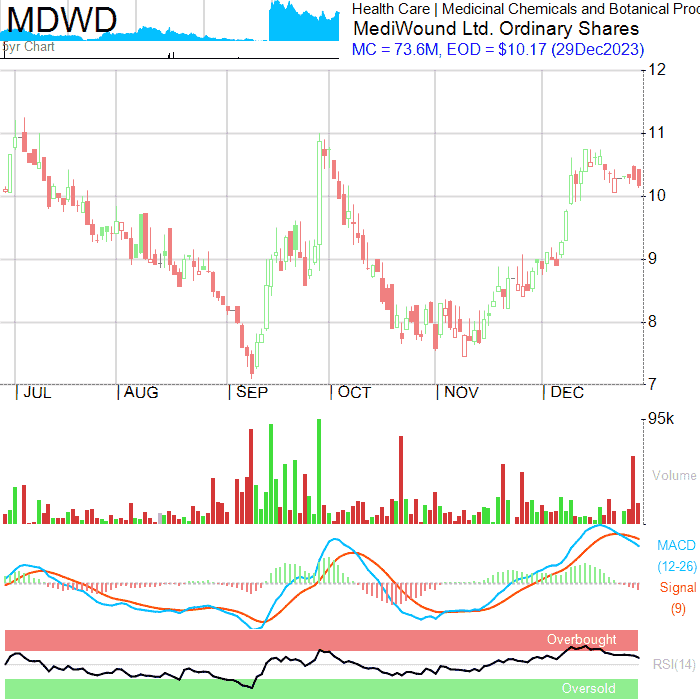 MDWD
5yr Chart
Health Care | Medicinal Chemicals and Botanical Proc
MediWound Ltd. Ordinary Shares
MC = 73.6M, EOD = $10.17 (29Dec2023)
12
11
10
9
8
7
| JUL | AUG | SEP | OCT | NOV | DEC
95k
Volume
MACD
(12-26)
Signal
(9)
Overbought
RSI(14)
Oversold